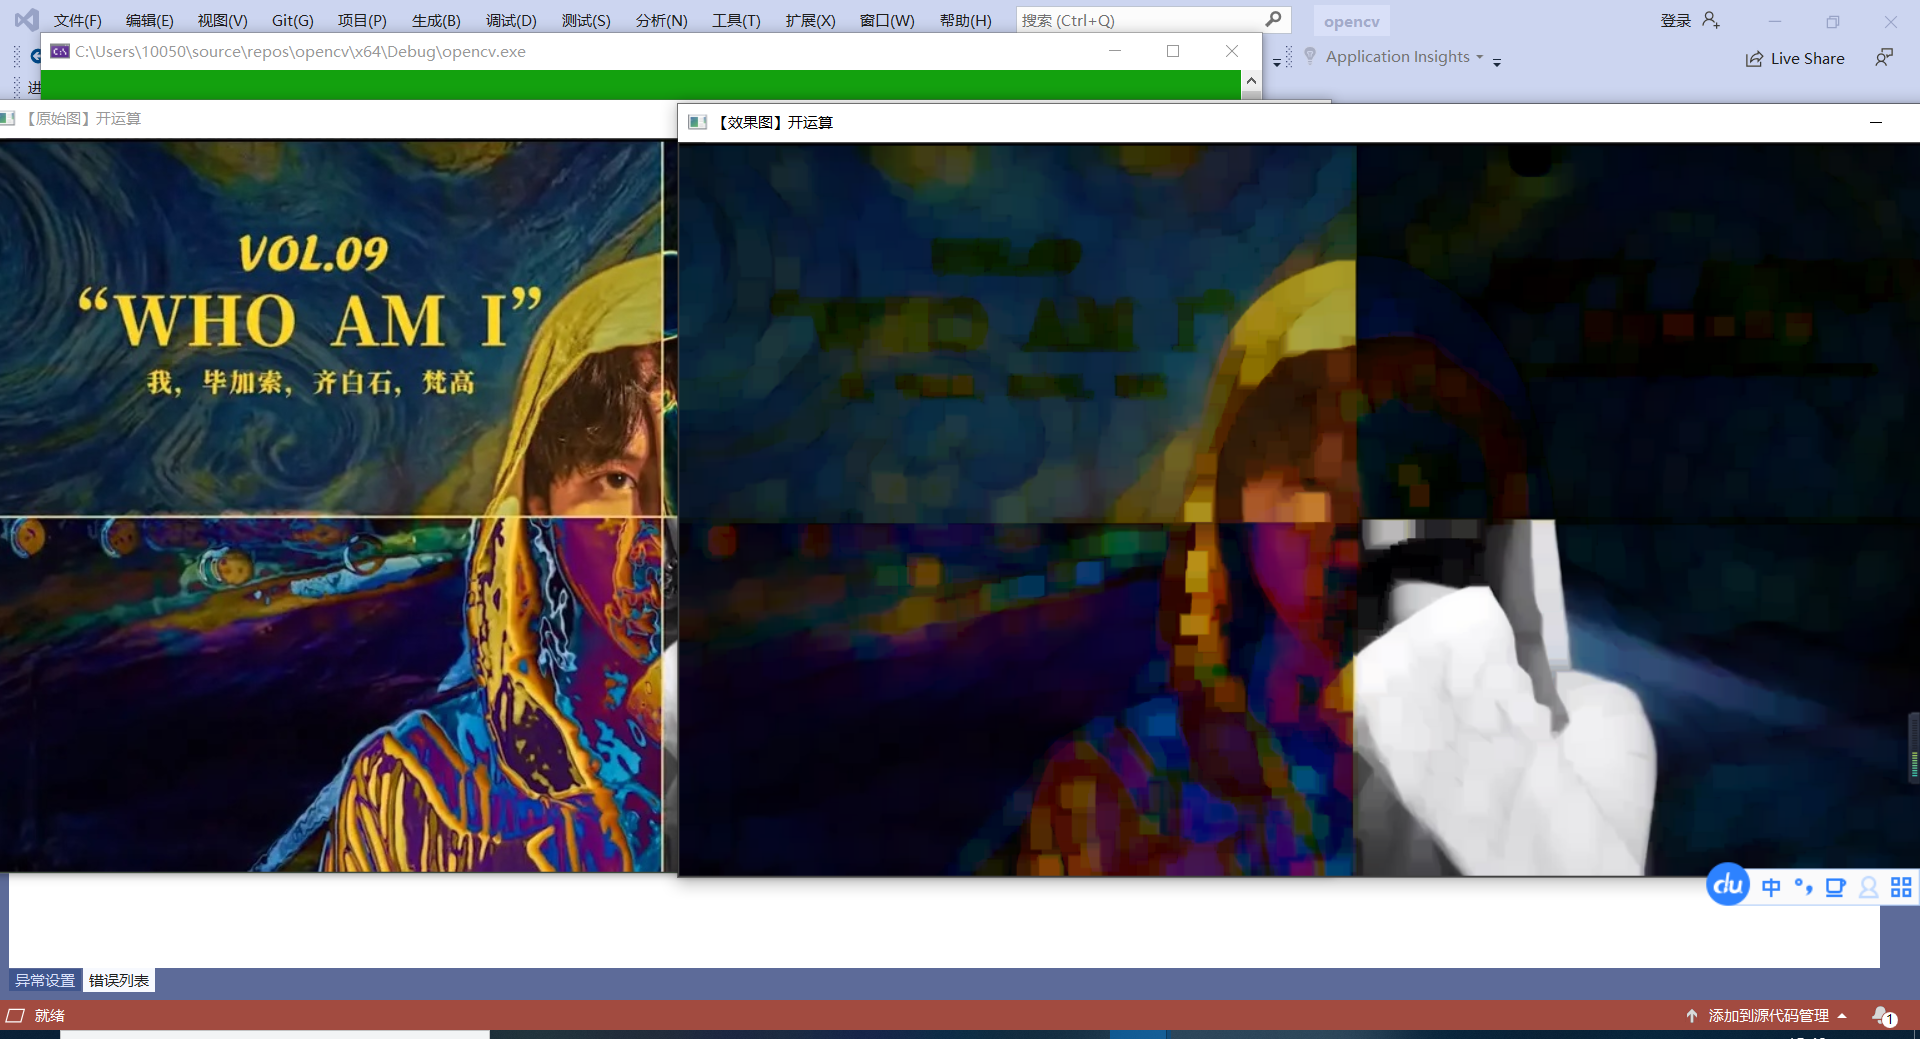 文件(F) 编辑(E) 视图(V) Git(G) 项目(P) 生成(B) 调试(D) 测试(S) 分析(N) 工具(T) 扩展(X) 窗口(W) 帮助(H) 搜索 (Ctrl+Q) opencv 登录
C:\Users\10050\source\repos\opencv\x64\Debug\opencv.exe
Application Insights
Live Share
进
【原始图】开运算
【效果图】开运算
VOL.09
“WHO AM I”
我，毕加索，齐白石，梵高
du 中
异常设置 错误列表
就绪
添加到源代码管理
1